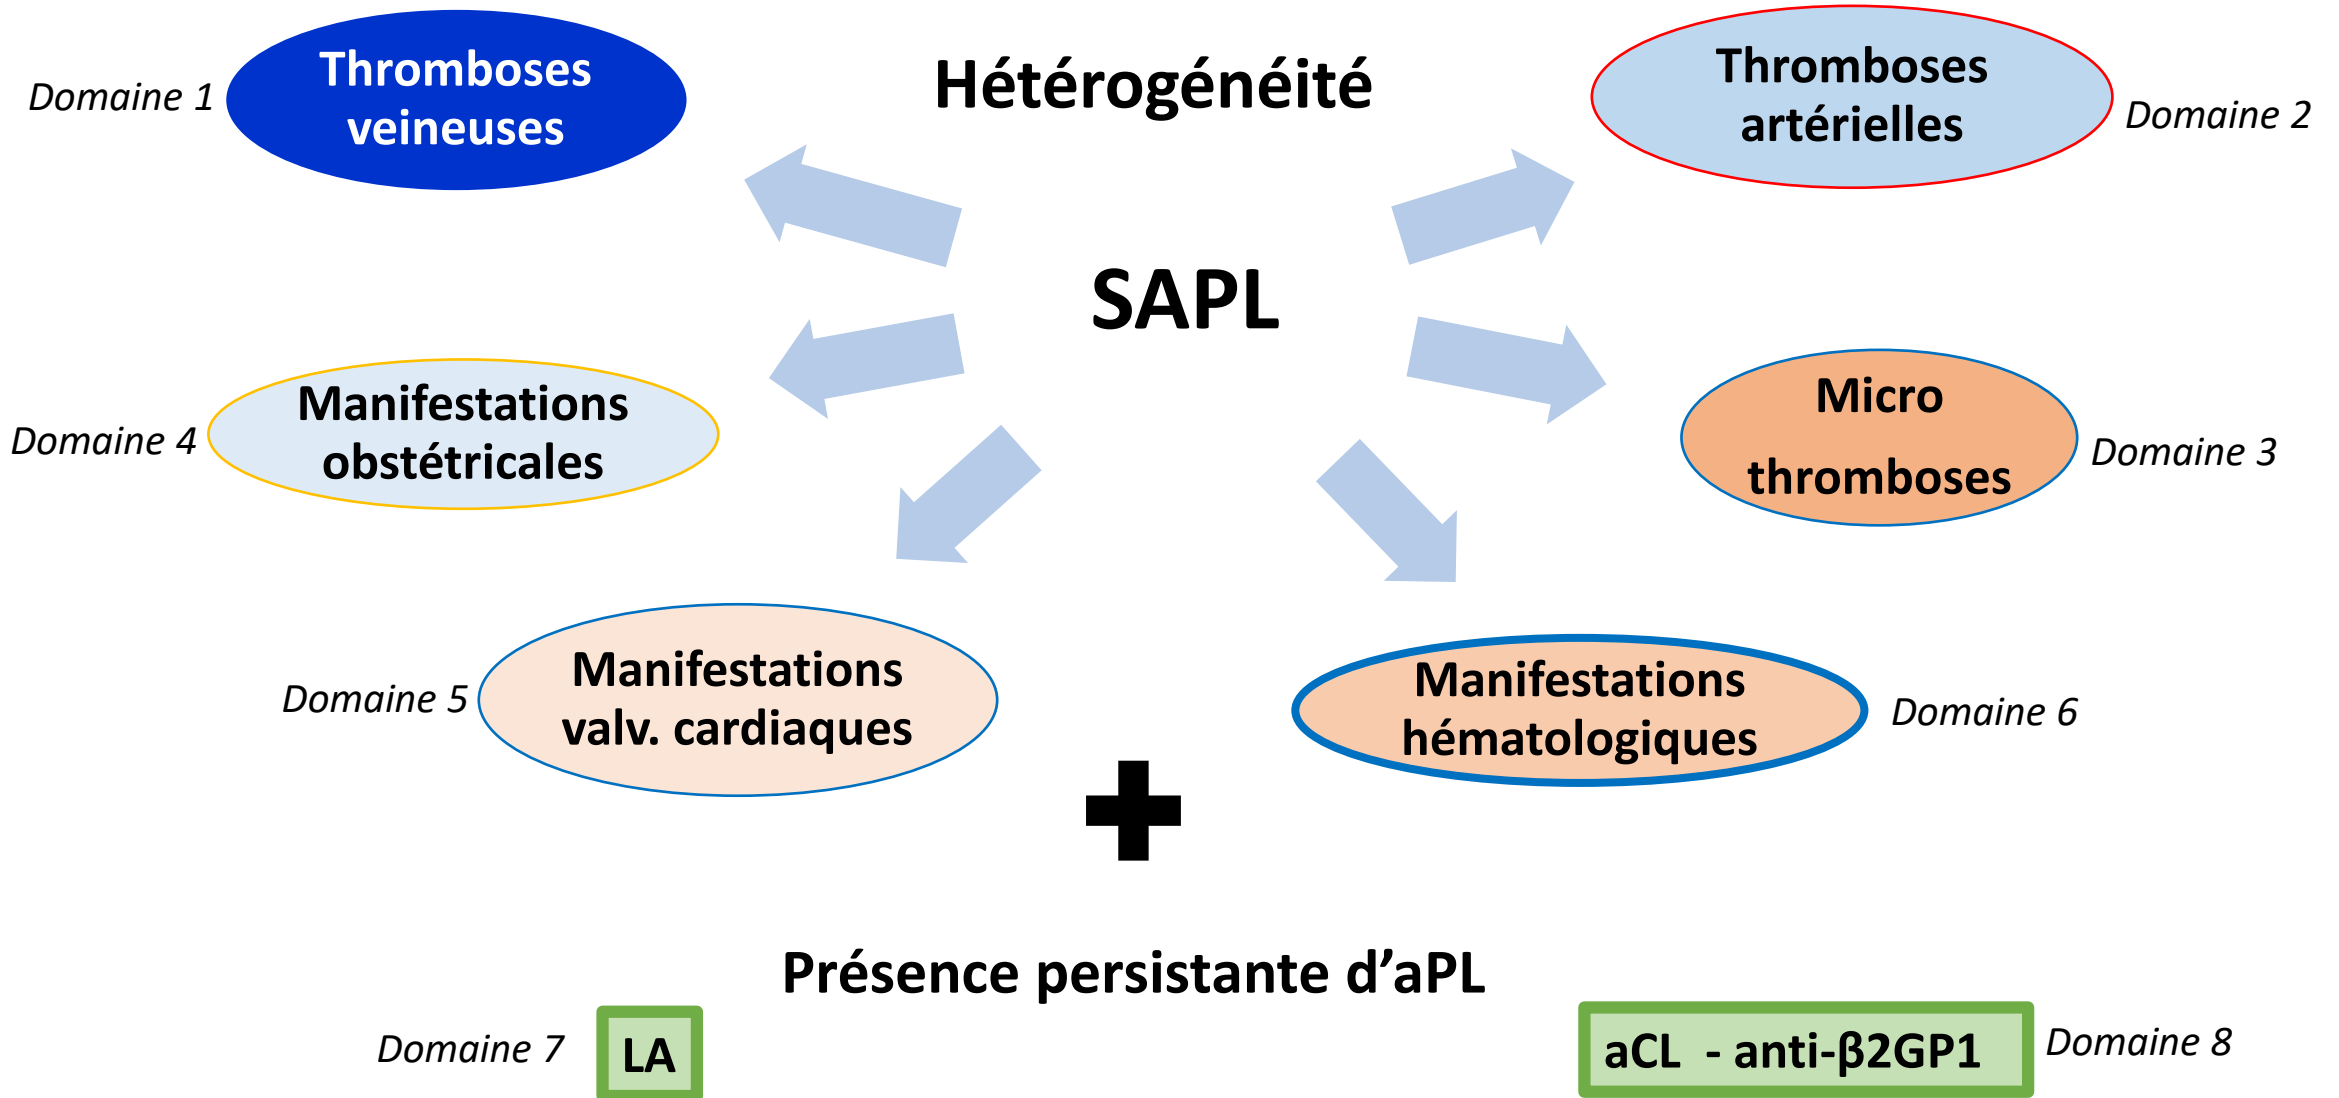 Hétérogénéité
SAPL
Domaine 1
Thromboses
veineuses
Thromboses
artérielles
Domaine 2
Domaine 4
Manifestations
obstétricales
Micro
thromboses
Domaine 3
Domaine 5
Manifestations
valv. cardiaques
Manifestations
hématologiques
Domaine 6
Présence persistante d’aPL
Domaine 7
LA
aCL - anti-β2GP1
Domaine 8